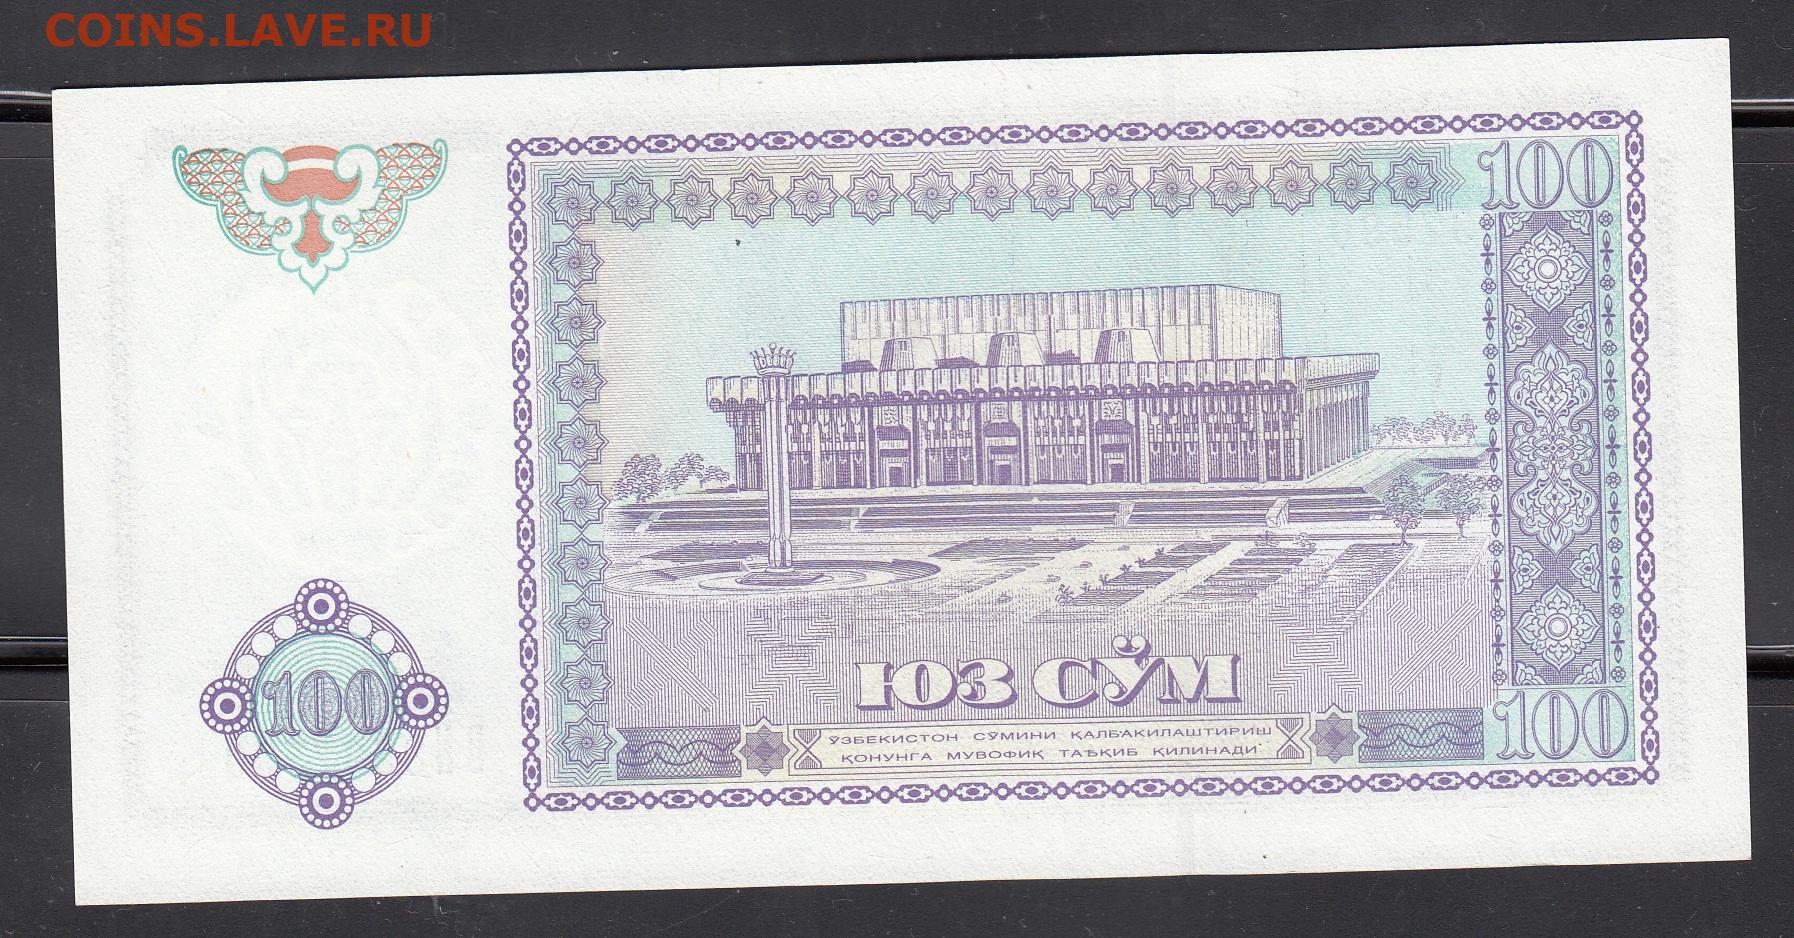 COINS.LAVE.RU
100
100
ЮЗ СЎМ
ЎЗБЕКИСТОН СЎМИНИ ҚАЛБАКИЛАШТИРИШ
ҚОНУНГА МУВОФИҚ ТАЪҚИБ ҚИЛИНАДИ.
100